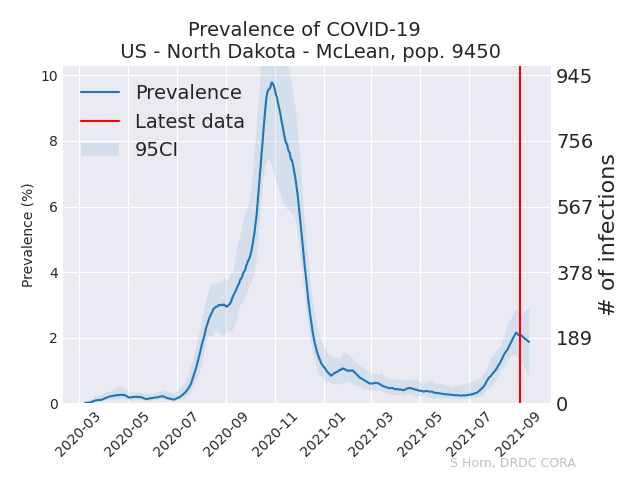 Prevalence of COVID-19
US - North Dakota - McLean, pop. 9450
Prevalence
Latest data
95CI
Prevalence (%)
10
8
6
4
2
0
945
756
567
378
189
0
# of infections
2020-03
2020-05
2020-07
2020-09
2020-11
2021-01
2021-03
2021-05
2021-07
2021-09
S Horn, DRDC CORA